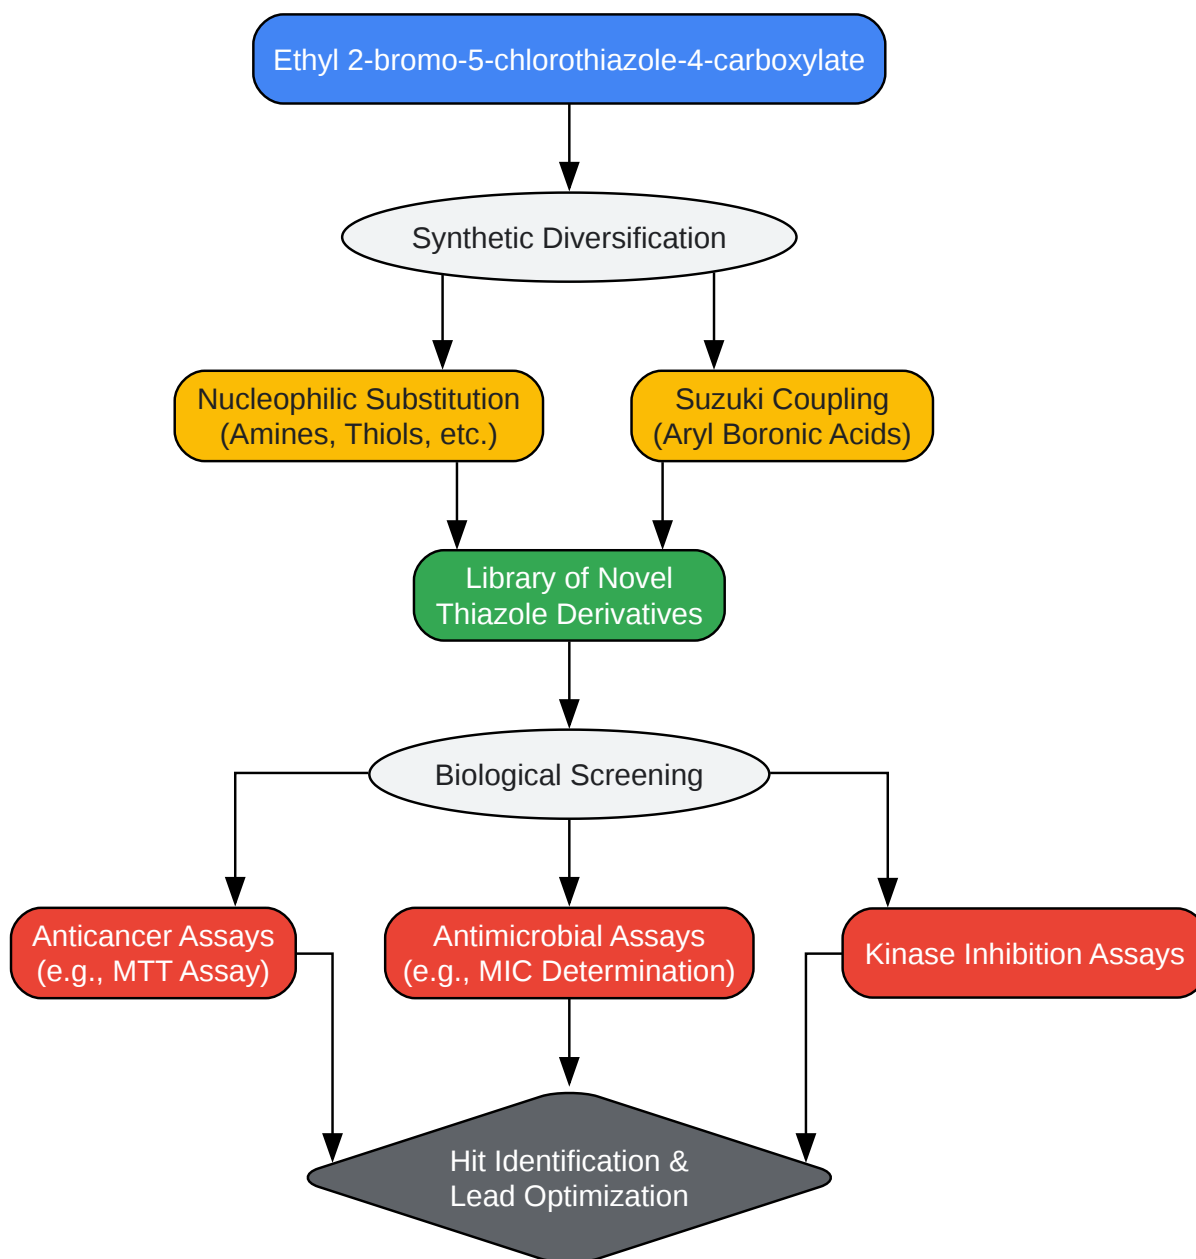 Ethyl 2-bromo-5-chlorothiazole-4-carboxylate
Synthetic Diversification
Nucleophilic Substitution
(Amines, Thiols, etc.)
Suzuki Coupling
(Aryl Boronic Acids)
Library of Novel
Thiazole Derivatives
Biological Screening
Anticancer Assays
(e.g., MTT Assay)
Antimicrobial Assays
(e.g., MIC Determination)
Kinase Inhibition Assays
Hit Identification &
Lead Optimization